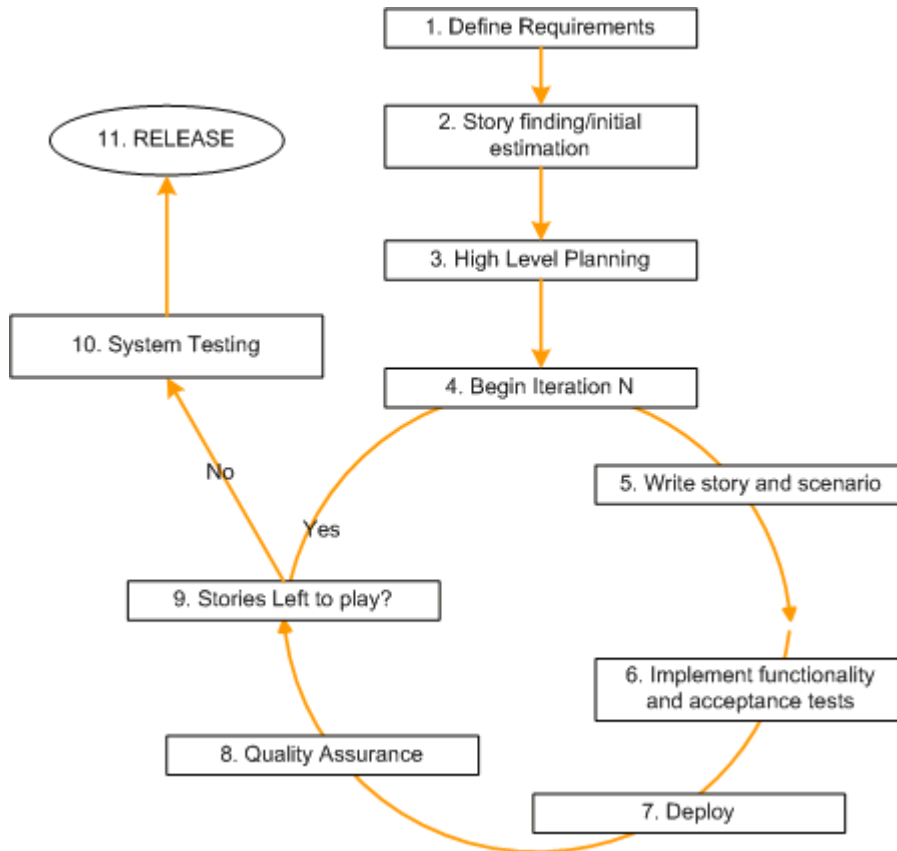 1. Define Requirements
2. Story finding/initial
estimation
3. High Level Planning
4. Begin Iteration N
5. Write story and scenario
6. Implement functionality
and acceptance tests
7. Deploy
8. Quality Assurance
9. Stories Left to play?
Yes
No
10. System Testing
11. RELEASE